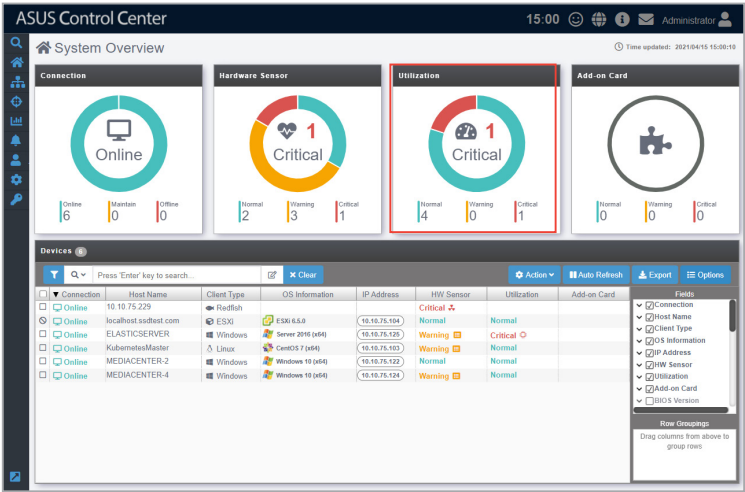 ASUS Control Center
15:00
Administrator
System Overview
Time updated: 2021/04/15 15:00:10
Connection
Hardware Sensor
Utilization
Add-on Card
Online
1
Critical
1
Critical
Online
6
Maintain
0
Offline
0
Normal
2
Warning
3
Critical
1
Normal
4
Warning
0
Critical
1
Normal
0
Warning
0
Critical
0
Devices 6
Press 'Enter' key to search...
Clear
Action
Auto Refresh
Export
Options
Connection Host Name Client Type OS Information IP Address HW Sensor Utilization Add-on Card
Online 10.10.75.229 Redfish Critical
Online localhost.ssdtest.com ESXi ESXi 6.5.0 10.10.75.104 Normal Normal
Online ELASTICSERVER Windows Server 2016 (x64) 10.10.75.125 Warning Critical
Online KubernetesMaster Linux CentOS 7 (x64) 10.10.75.103 Warning Normal
Online MEDIACENTER-2 Windows Windows 10 (x64) 10.10.75.122 Normal Normal
Online MEDIACENTER-4 Windows Windows 10 (x64) 10.10.75.124 Warning Normal
Fields
Connection
Host Name
Client Type
OS Information
IP Address
HW Sensor
Utilization
Add-on Card
BIOS Version
Row Groupings
Drag columns from above to
group rows